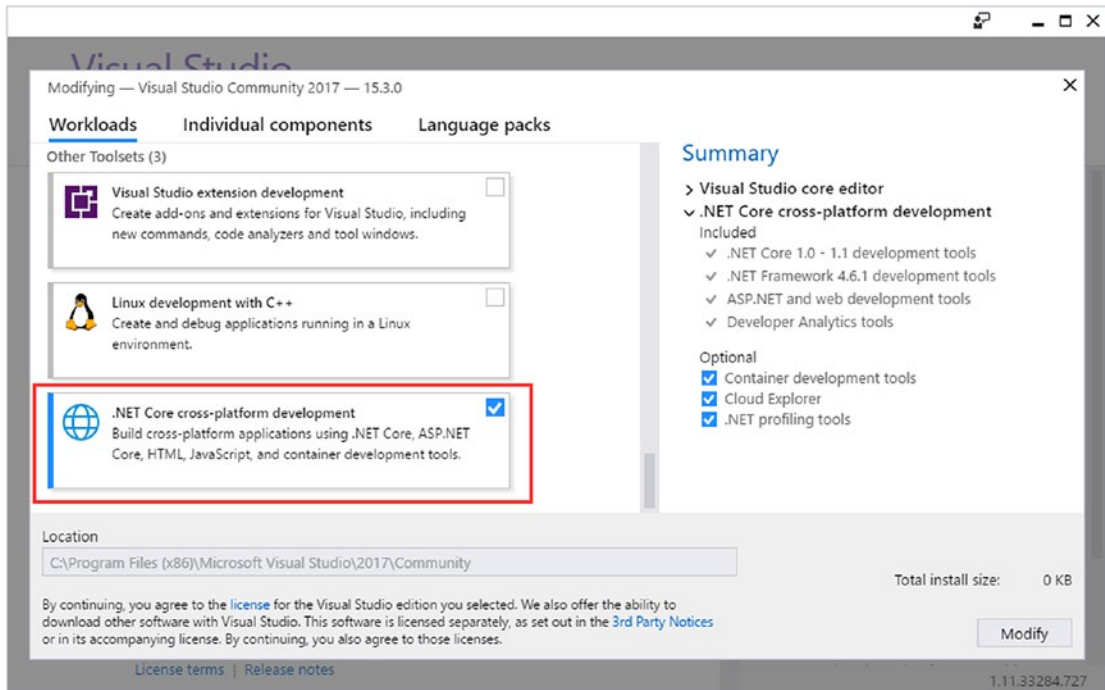 Visual Studio
Modifying — Visual Studio Community 2017 — 15.3.0
Workloads
Individual components
Language packs
Other Toolsets (3)
Visual Studio extension development
Create add-ons and extensions for Visual Studio, including
new commands, code analyzers and tool windows.
Linux development with C++
Create and debug applications running in a Linux
environment.
.NET Core cross-platform development
Build cross-platform applications using .NET Core, ASP.NET
Core, HTML, JavaScript, and container development tools.
Summary
Visual Studio core editor
.NET Core cross-platform development
Included
.NET Core 1.0 - 1.1 development tools
.NET Framework 4.6.1 development tools
ASP.NET and web development tools
Developer Analytics tools
Optional
Container development tools
Cloud Explorer
.NET profiling tools
Location
C:\Program Files (x86)\Microsoft Visual Studio\2017\Community
Total install size: 0 KB
By continuing, you agree to the license for the Visual Studio edition you selected. We also offer the ability to
download other software with Visual Studio. This software is licensed separately, as set out in the 3rd Party Notices
or in its accompanying license. By continuing, you also agree to those licenses.
Modify
License terms | Release notes
1.11.33284.727